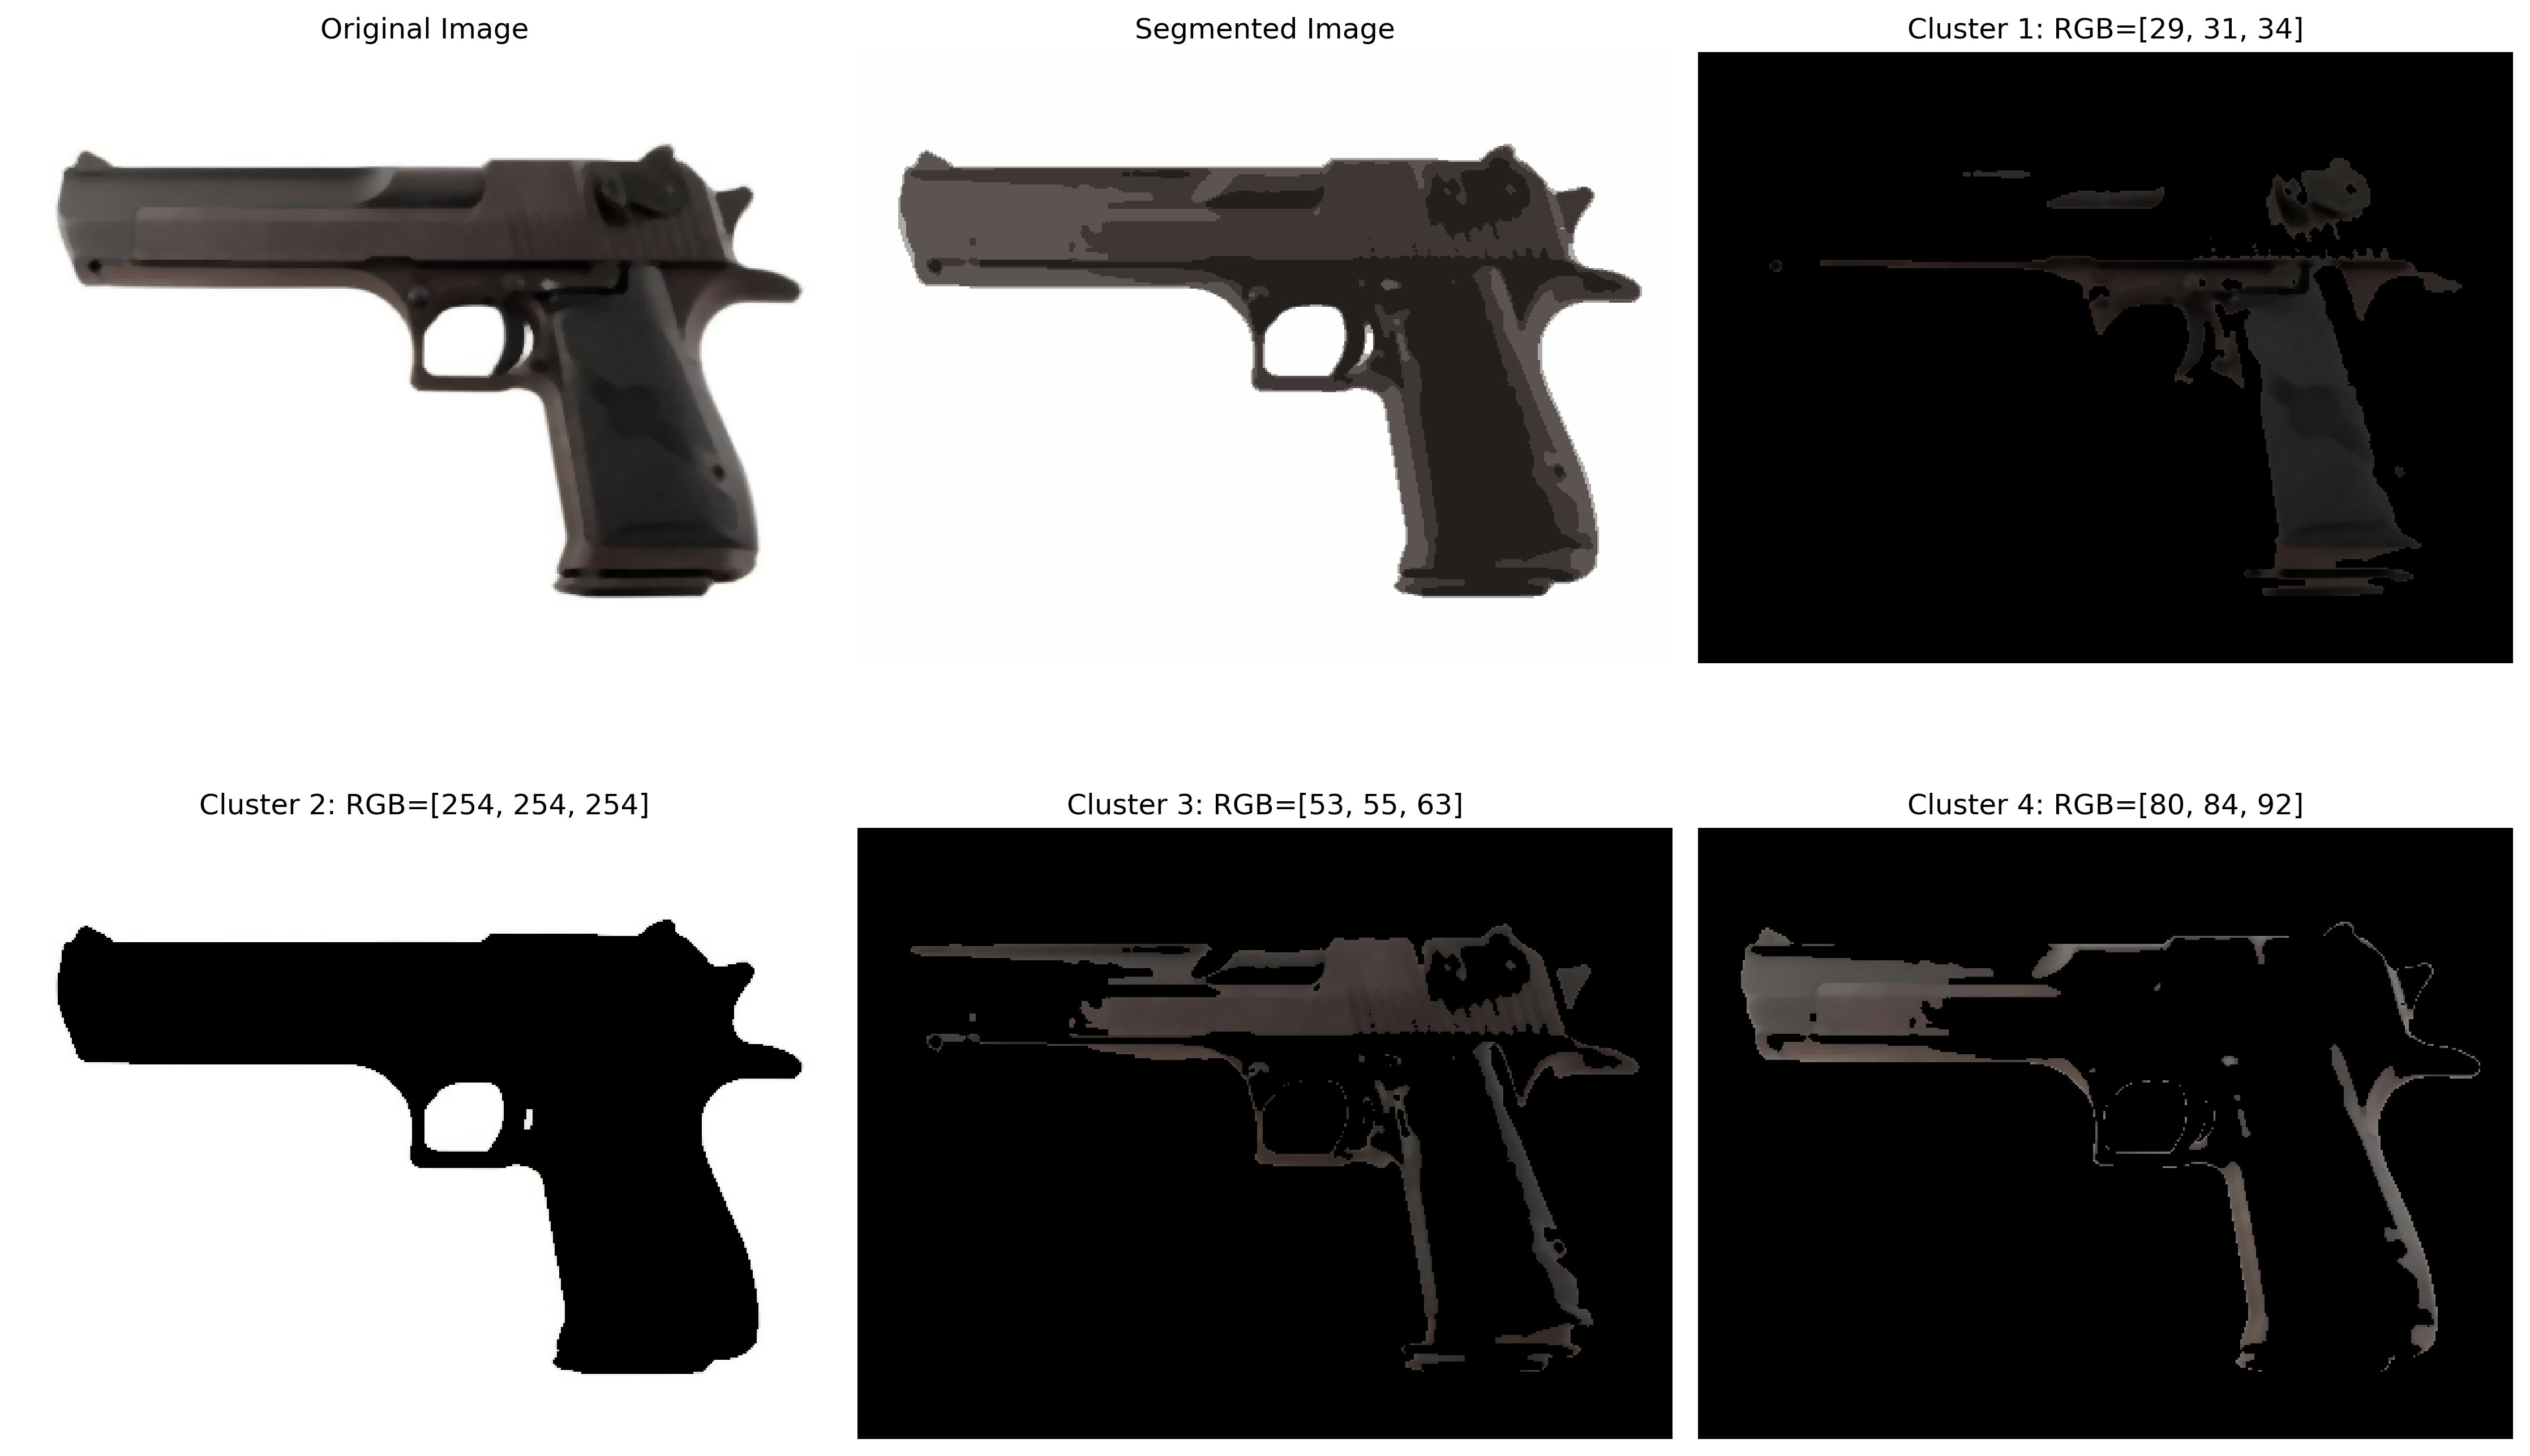 Original Image
Segmented Image
Cluster 1: RGB=[29, 31, 34]
Cluster 2: RGB=[254, 254, 254]
Cluster 3: RGB=[53, 55, 63]
Cluster 4: RGB=[80, 84, 92]